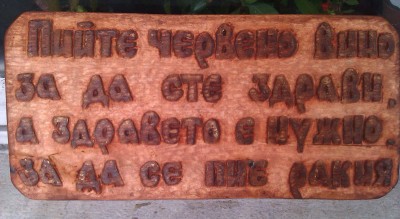 Пийте червено вино
за да сте здрави,
а здравето е нужно,
за да се пие ракия